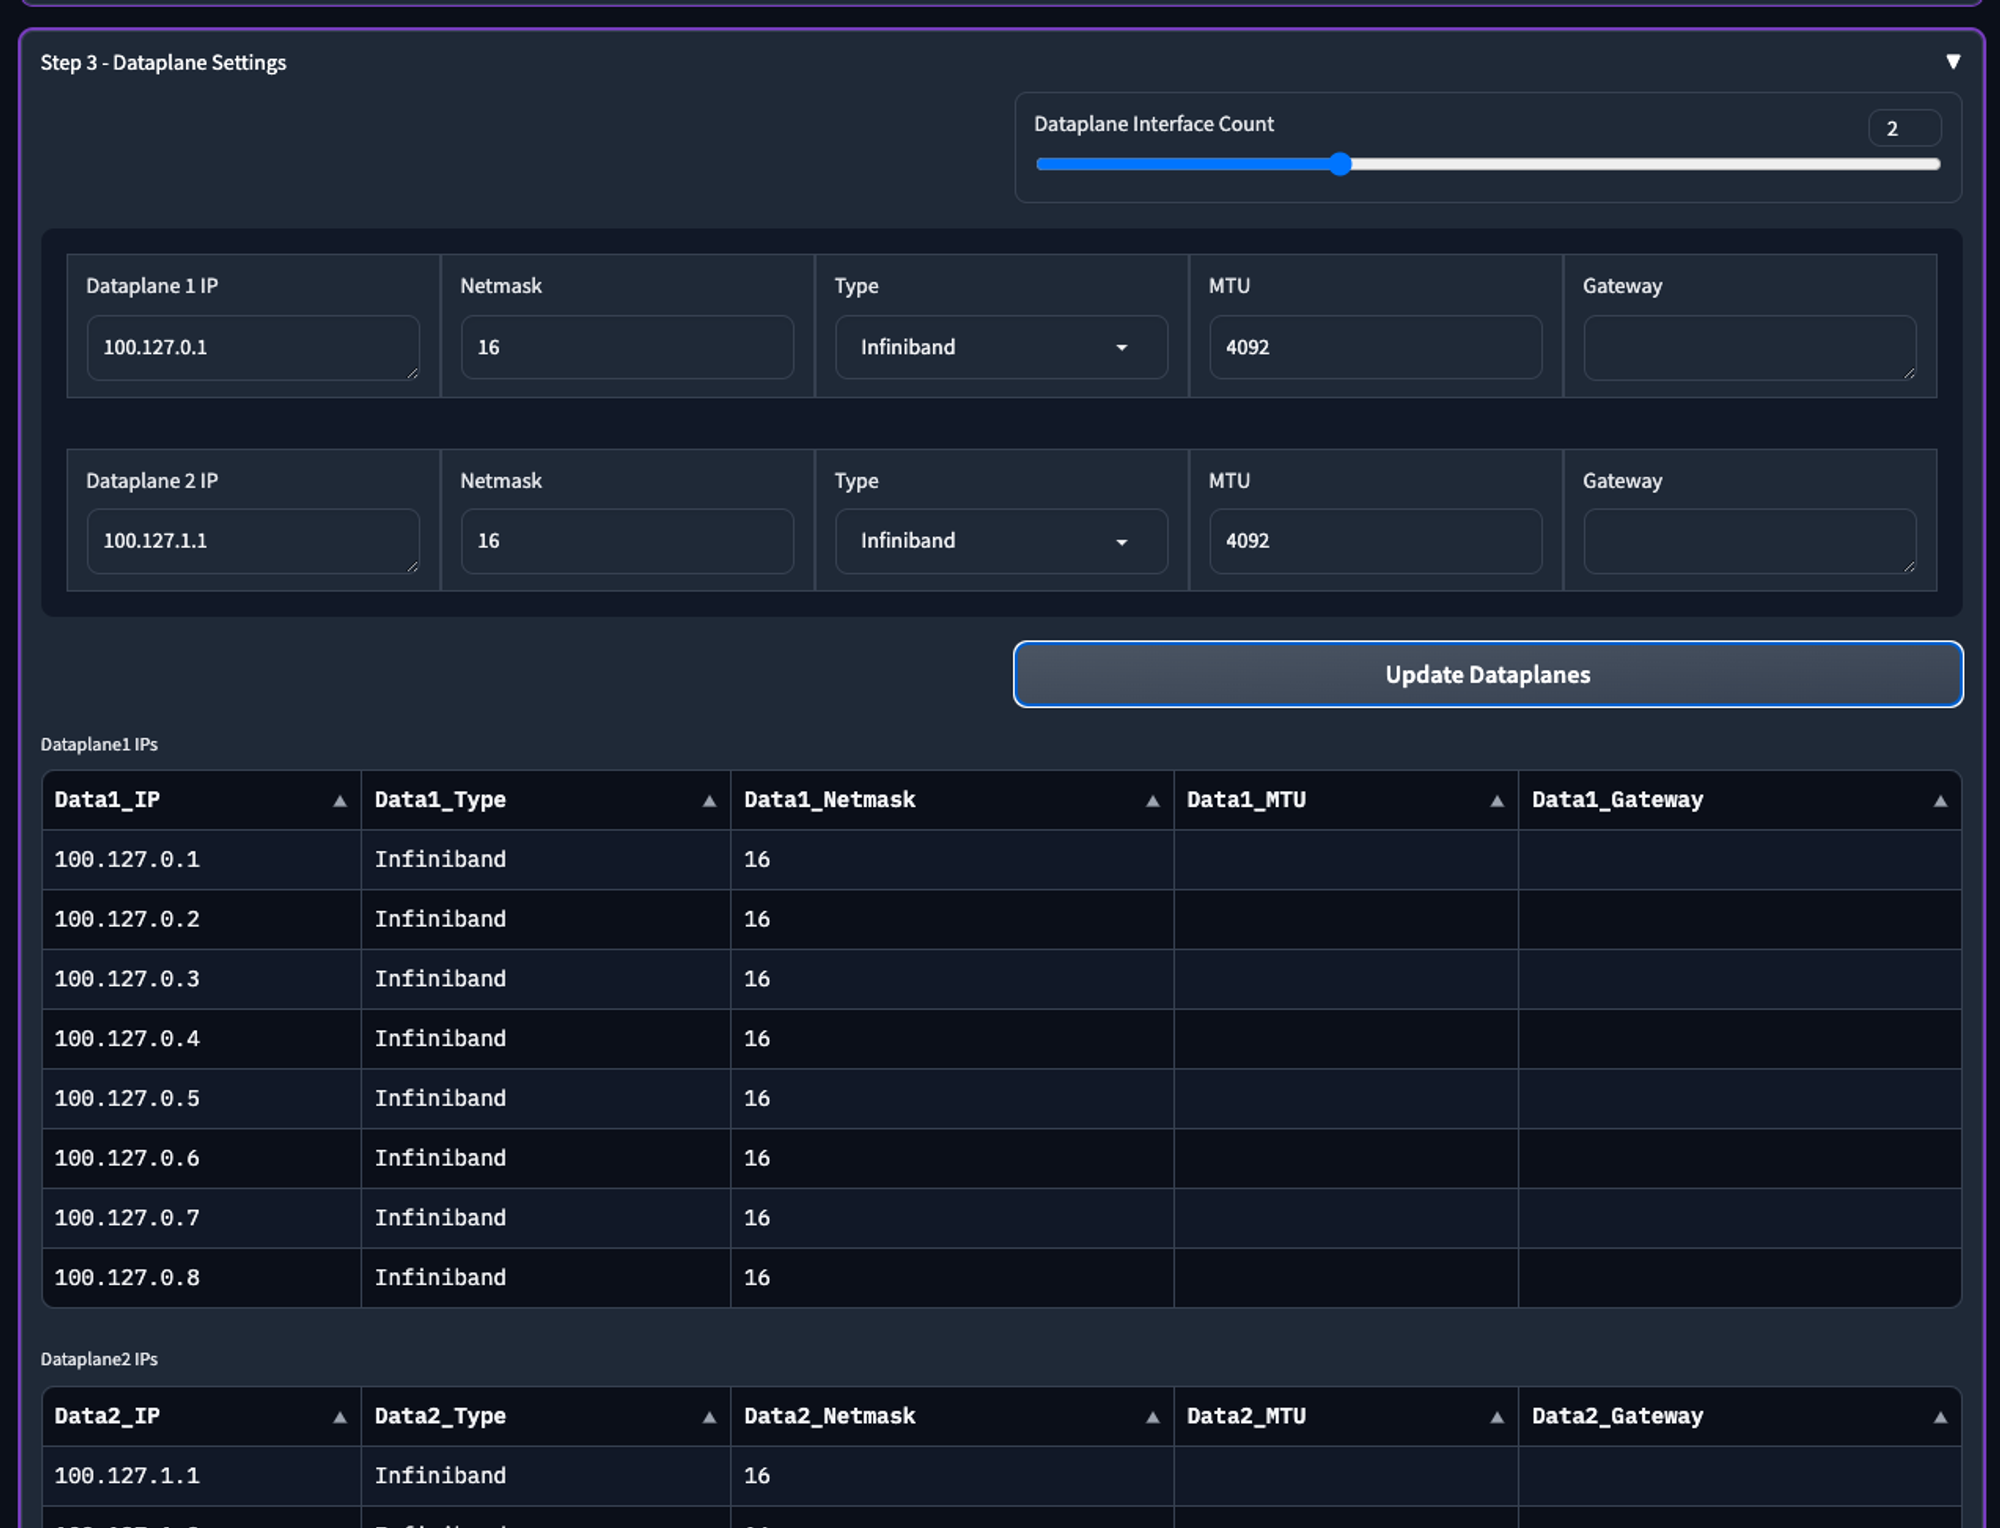 Step 3 - Dataplane Settings ▼
Dataplane Interface Count 2
Dataplane 1 IP Netmask Type MTU Gateway
100.127.0.1 16 Infiniband 4092
Dataplane 2 IP Netmask Type MTU Gateway
100.127.1.1 16 Infiniband 4092
Update Dataplanes
Dataplane1 IPs
Data1_IP ▲ Data1_Type ▲ Data1_Netmask ▲ Data1_MTU ▲ Data1_Gateway ▲
100.127.0.1 Infiniband 16
100.127.0.2 Infiniband 16
100.127.0.3 Infiniband 16
100.127.0.4 Infiniband 16
100.127.0.5 Infiniband 16
100.127.0.6 Infiniband 16
100.127.0.7 Infiniband 16
100.127.0.8 Infiniband 16
Dataplane2 IPs
Data2_IP ▲ Data2_Type ▲ Data2_Netmask ▲ Data2_MTU ▲ Data2_Gateway ▲
100.127.1.1 Infiniband 16